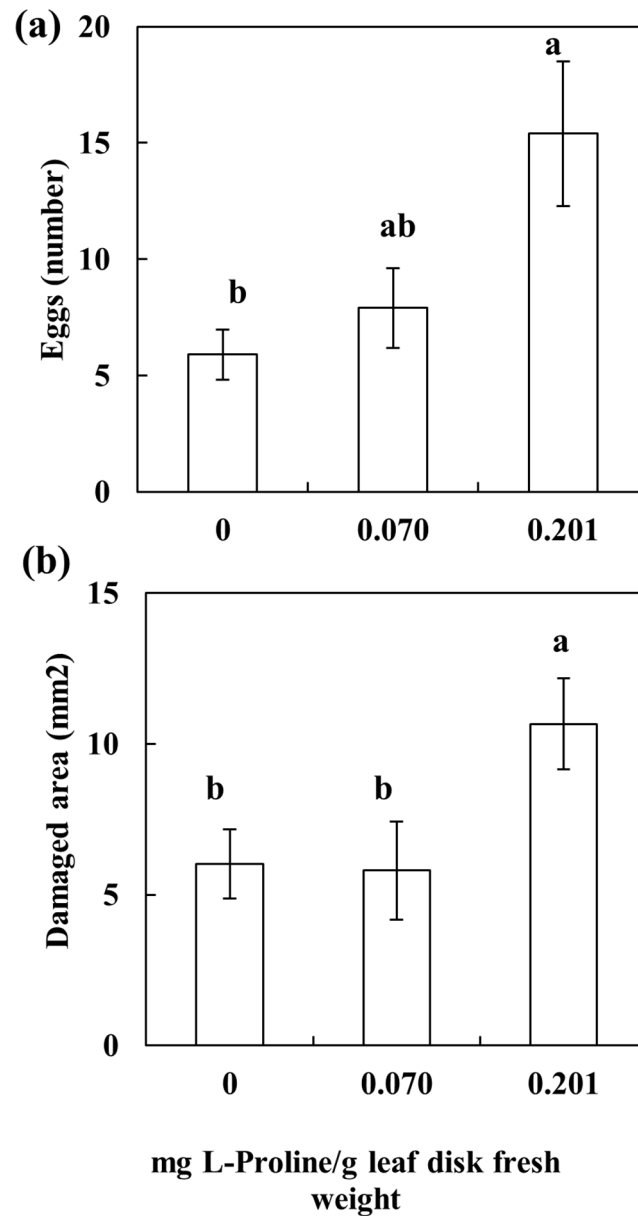 (a)
20
15
10
5
0
Eggs (number)
b
ab
a
0 0.070 0.201
(b)
15
10
5
0
Damaged area (mm2)
b
b
a
0 0.070 0.201
mg L-Proline/g leaf disk fresh
weight